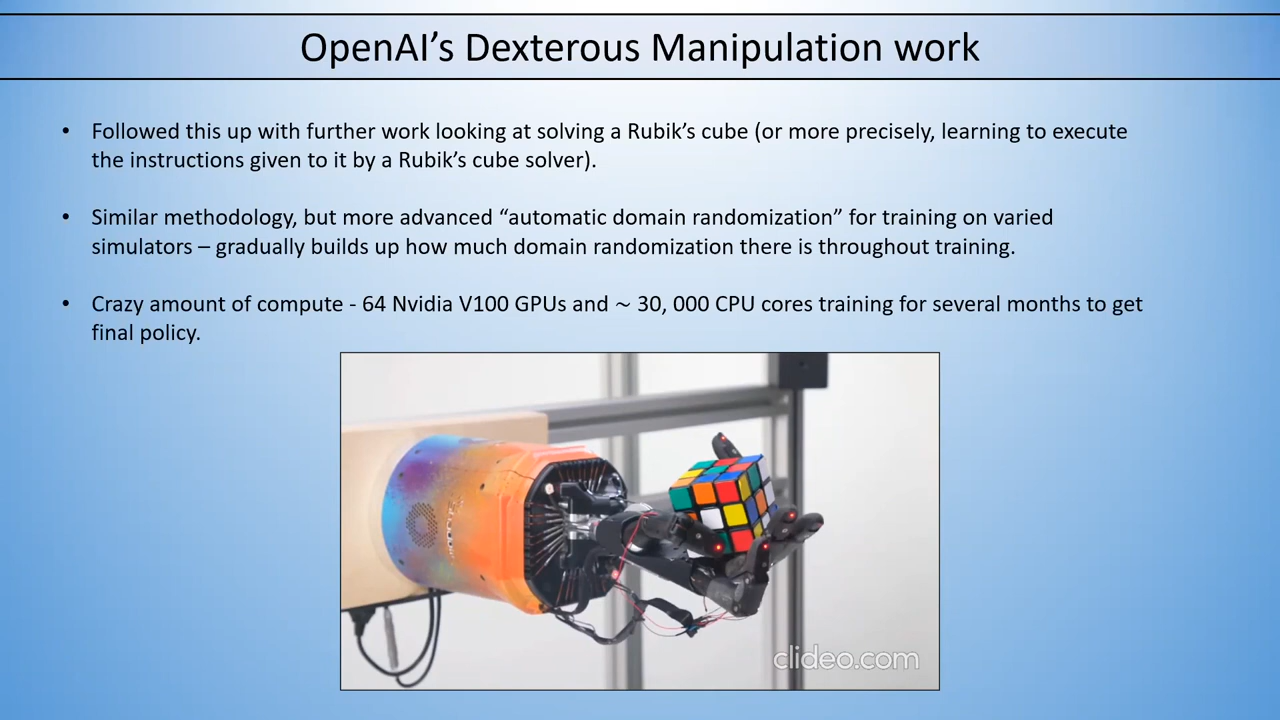 OpenAI’s Dexterous Manipulation work
• Followed this up with further work looking at solving a Rubik’s cube (or more precisely, learning to execute
the instructions given to it by a Rubik’s cube solver).
• Similar methodology, but more advanced “automatic domain randomization” for training on varied
simulators – gradually builds up how much domain randomization there is throughout training.
• Crazy amount of compute - 64 Nvidia V100 GPUs and ~ 30, 000 CPU cores training for several months to get
final policy.
clideo.com